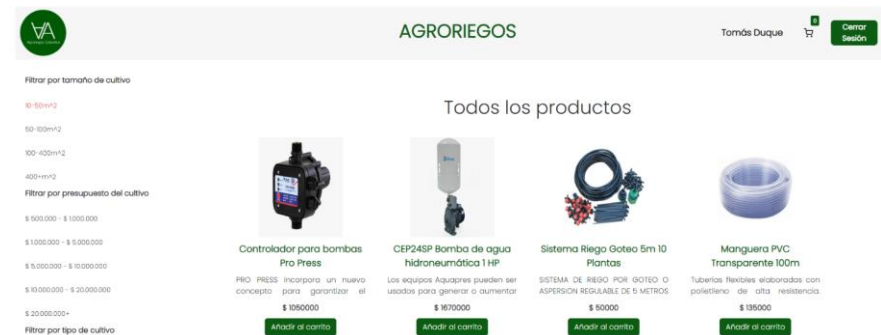 AGRORIEGOS
Tomás Duque
0
Cerrar
Sesión
Filtrar por tamaño de cultivo
10-50m^2
50-100m^2
100-400m^2
400+m^2
Filtrar por presupuesto del cultivo
$ 500.000 - $ 1.000.000
$ 1.000.000 - $ 5.000.000
$ 5.000.000 - $ 10.000.000
$ 10.000.000 - $ 20.000.000
$ 20.000.000+
Filtrar por tipo de cultivo
Todos los productos
Controlador para bombas
Pro Press
PRO PRESS Incorpora un nuevo
concepto para garantizar el
$ 1050000
Añadir al carrito
CEP24SP Bomba de agua
hidroneumática 1 HP
Los equipos Aquapres pueden ser
usados para generar o aumentar
$ 1670000
Añadir al carrito
Sistema Riego Goteo 5m 10
Plantas
SISTEMA DE RIEGO POR GOTEO O
ASPERSION REGULABLE DE 5 METROS
$ 50000
Añadir al carrito
Manguera PVC
Transparente 100m
Tuberías flexibles elaboradas con
polietileno de alta resistencia.
$ 135000
Añadir al carrito